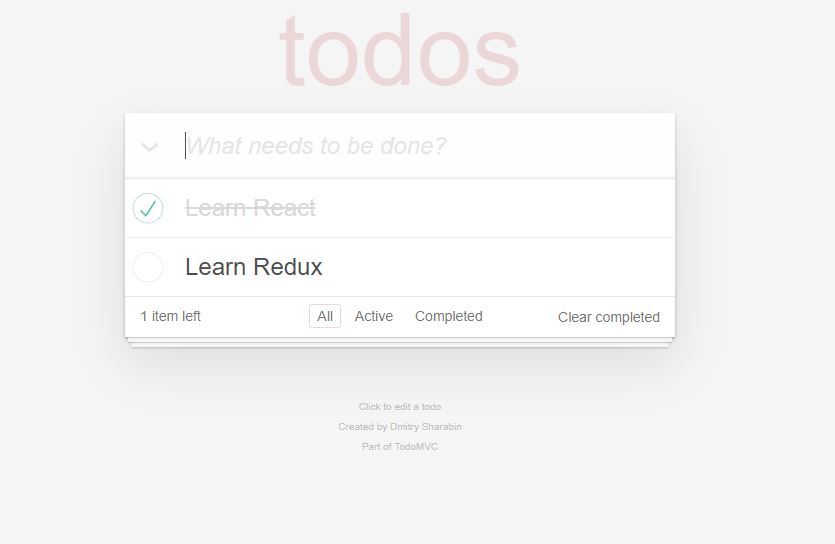 todos
What needs to be done?
Learn React
Learn Redux
1 item left All Active Completed Clear completed
Click to edit a todo
Created by Dmitry Sharabin
Part of TodoMVC